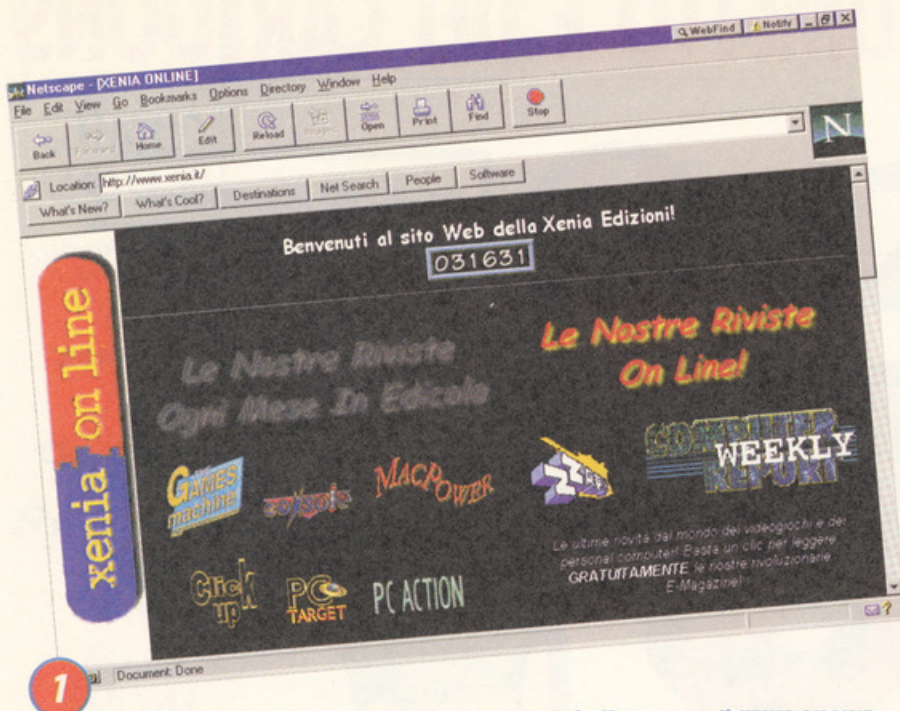 WebFind Notify
Netscape - [XENIA ONLINE]
File Edit View Go Bookmarks Options Directory Window Help
Back Forward Home Edit Reload Images Open Print Find Stop
N
Location: http://www.xenia.it/
What's New? What's Cool? Destinations Net Search People Software
Benvenuti al sito Web della Xenia Edizioni!
031631
xenia on line
Le Nostre Riviste
Ogni Mese In Edicola
Le Nostre Riviste
On Line!
GAMES
machine
MACPOWER
COMPUTER
WEEKLY
REPORT
Click
up
PC
TARGET
PC ACTION
Le ultime novità dal mondo dei videogiochi e dei
personal computer! Basta un clic per leggere
GRATUITAMENTE le nostre rivoluzionarie
E-Magazine!
Document: Done
1